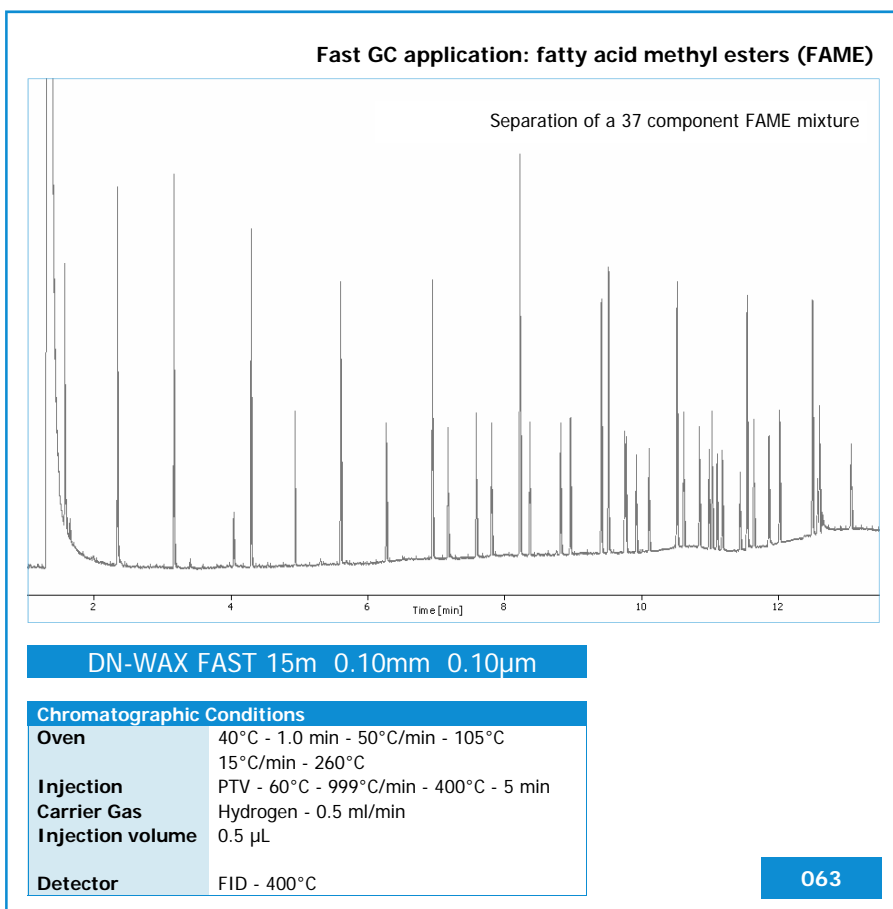 Fast GC application: fatty acid methyl esters (FAME)
Separation of a 37 component FAME mixture
2 4 6 8 10 12
Time [min]
DN-WAX FAST 15m 0.10mm 0.10µm
Chromatographic Conditions
Oven 40°C - 1.0 min - 50°C/min - 105°C
15°C/min - 260°C
Injection PTV - 60°C - 999°C/min - 400°C - 5 min
Carrier Gas Hydrogen - 0.5 ml/min
Injection volume 0.5 µL
Detector FID - 400°C
063